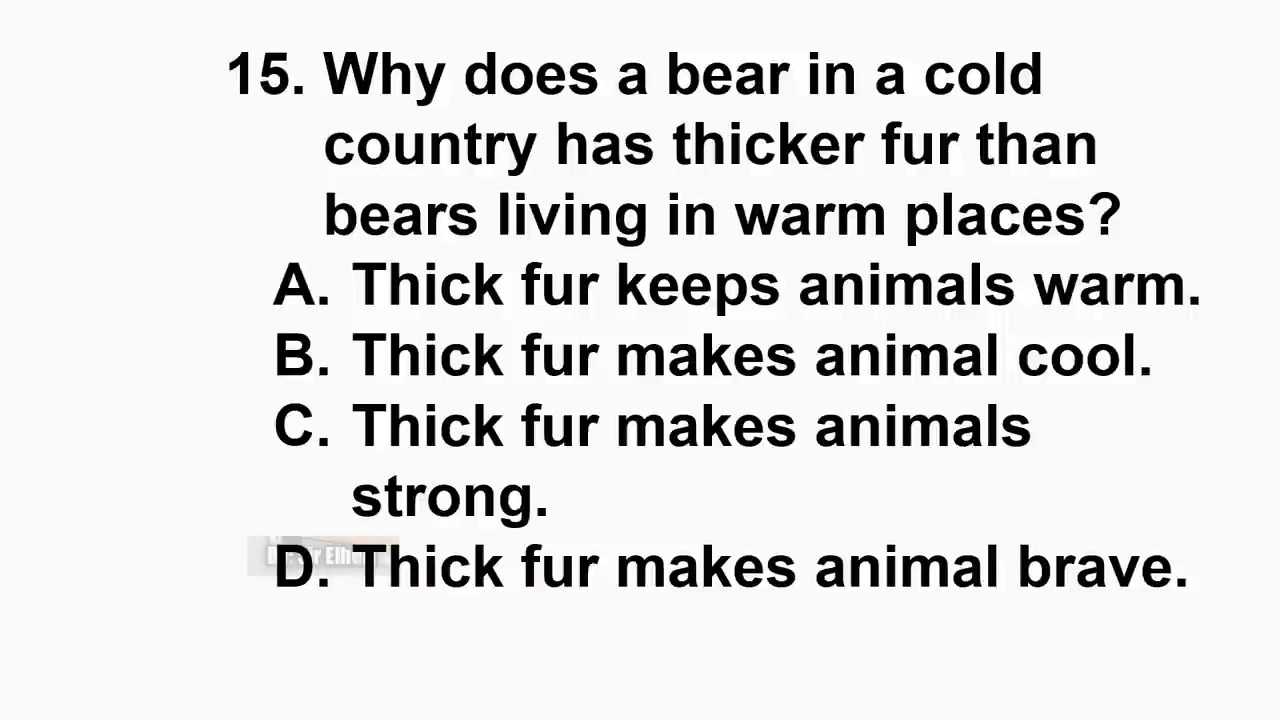 15. Why does a bear in a cold
country has thicker fur than
bears living in warm places?
A. Thick fur keeps animals warm.
B. Thick fur makes animal cool.
C. Thick fur makes animals
strong.
D. Thick fur makes animal brave.